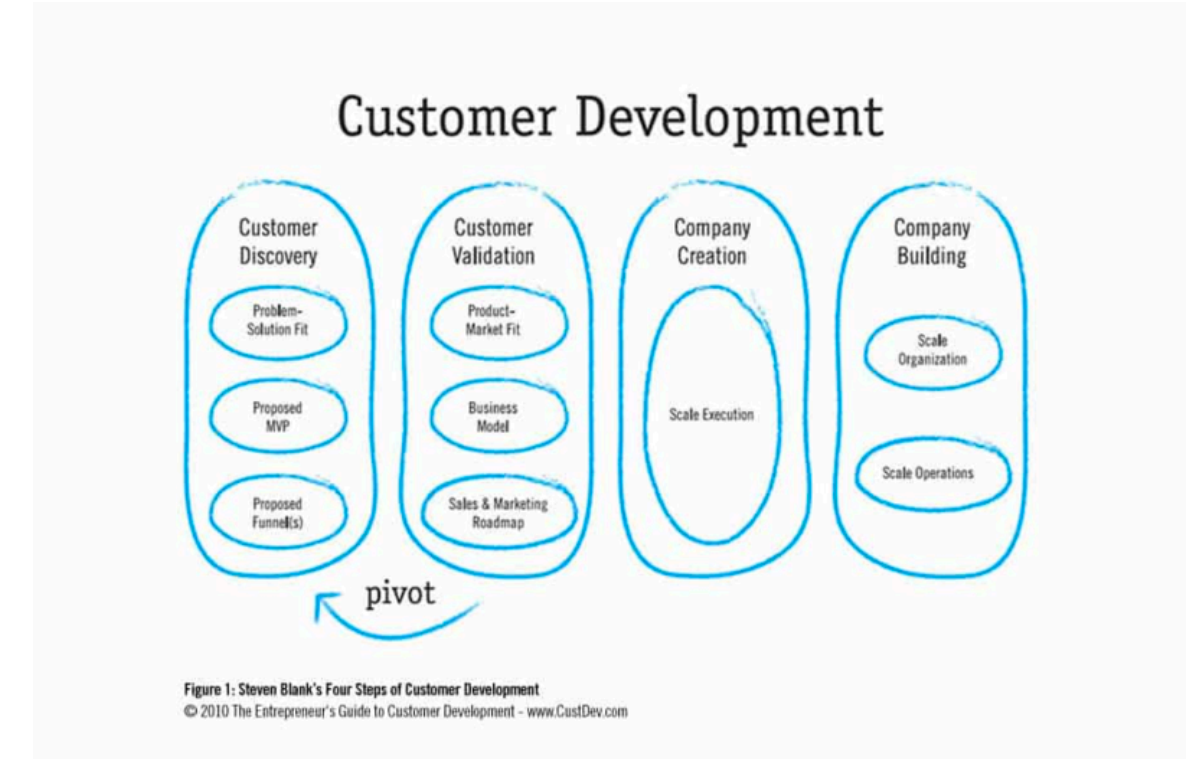 Customer Development
Customer
Discovery
Problem-
Solution Fit
Proposed
MVP
Proposed
Funnel(s)
Customer
Validation
Product-
Market Fit
Business
Model
Sales & Marketing
Roadmap
Company
Creation
Scale Execution
Company
Building
Scale
Organization
Scale Operations
pivot
Figure 1: Steven Blank's Four Steps of Customer Development
© 2010 The Entrepreneur's Guide to Customer Development - www.CustDev.com